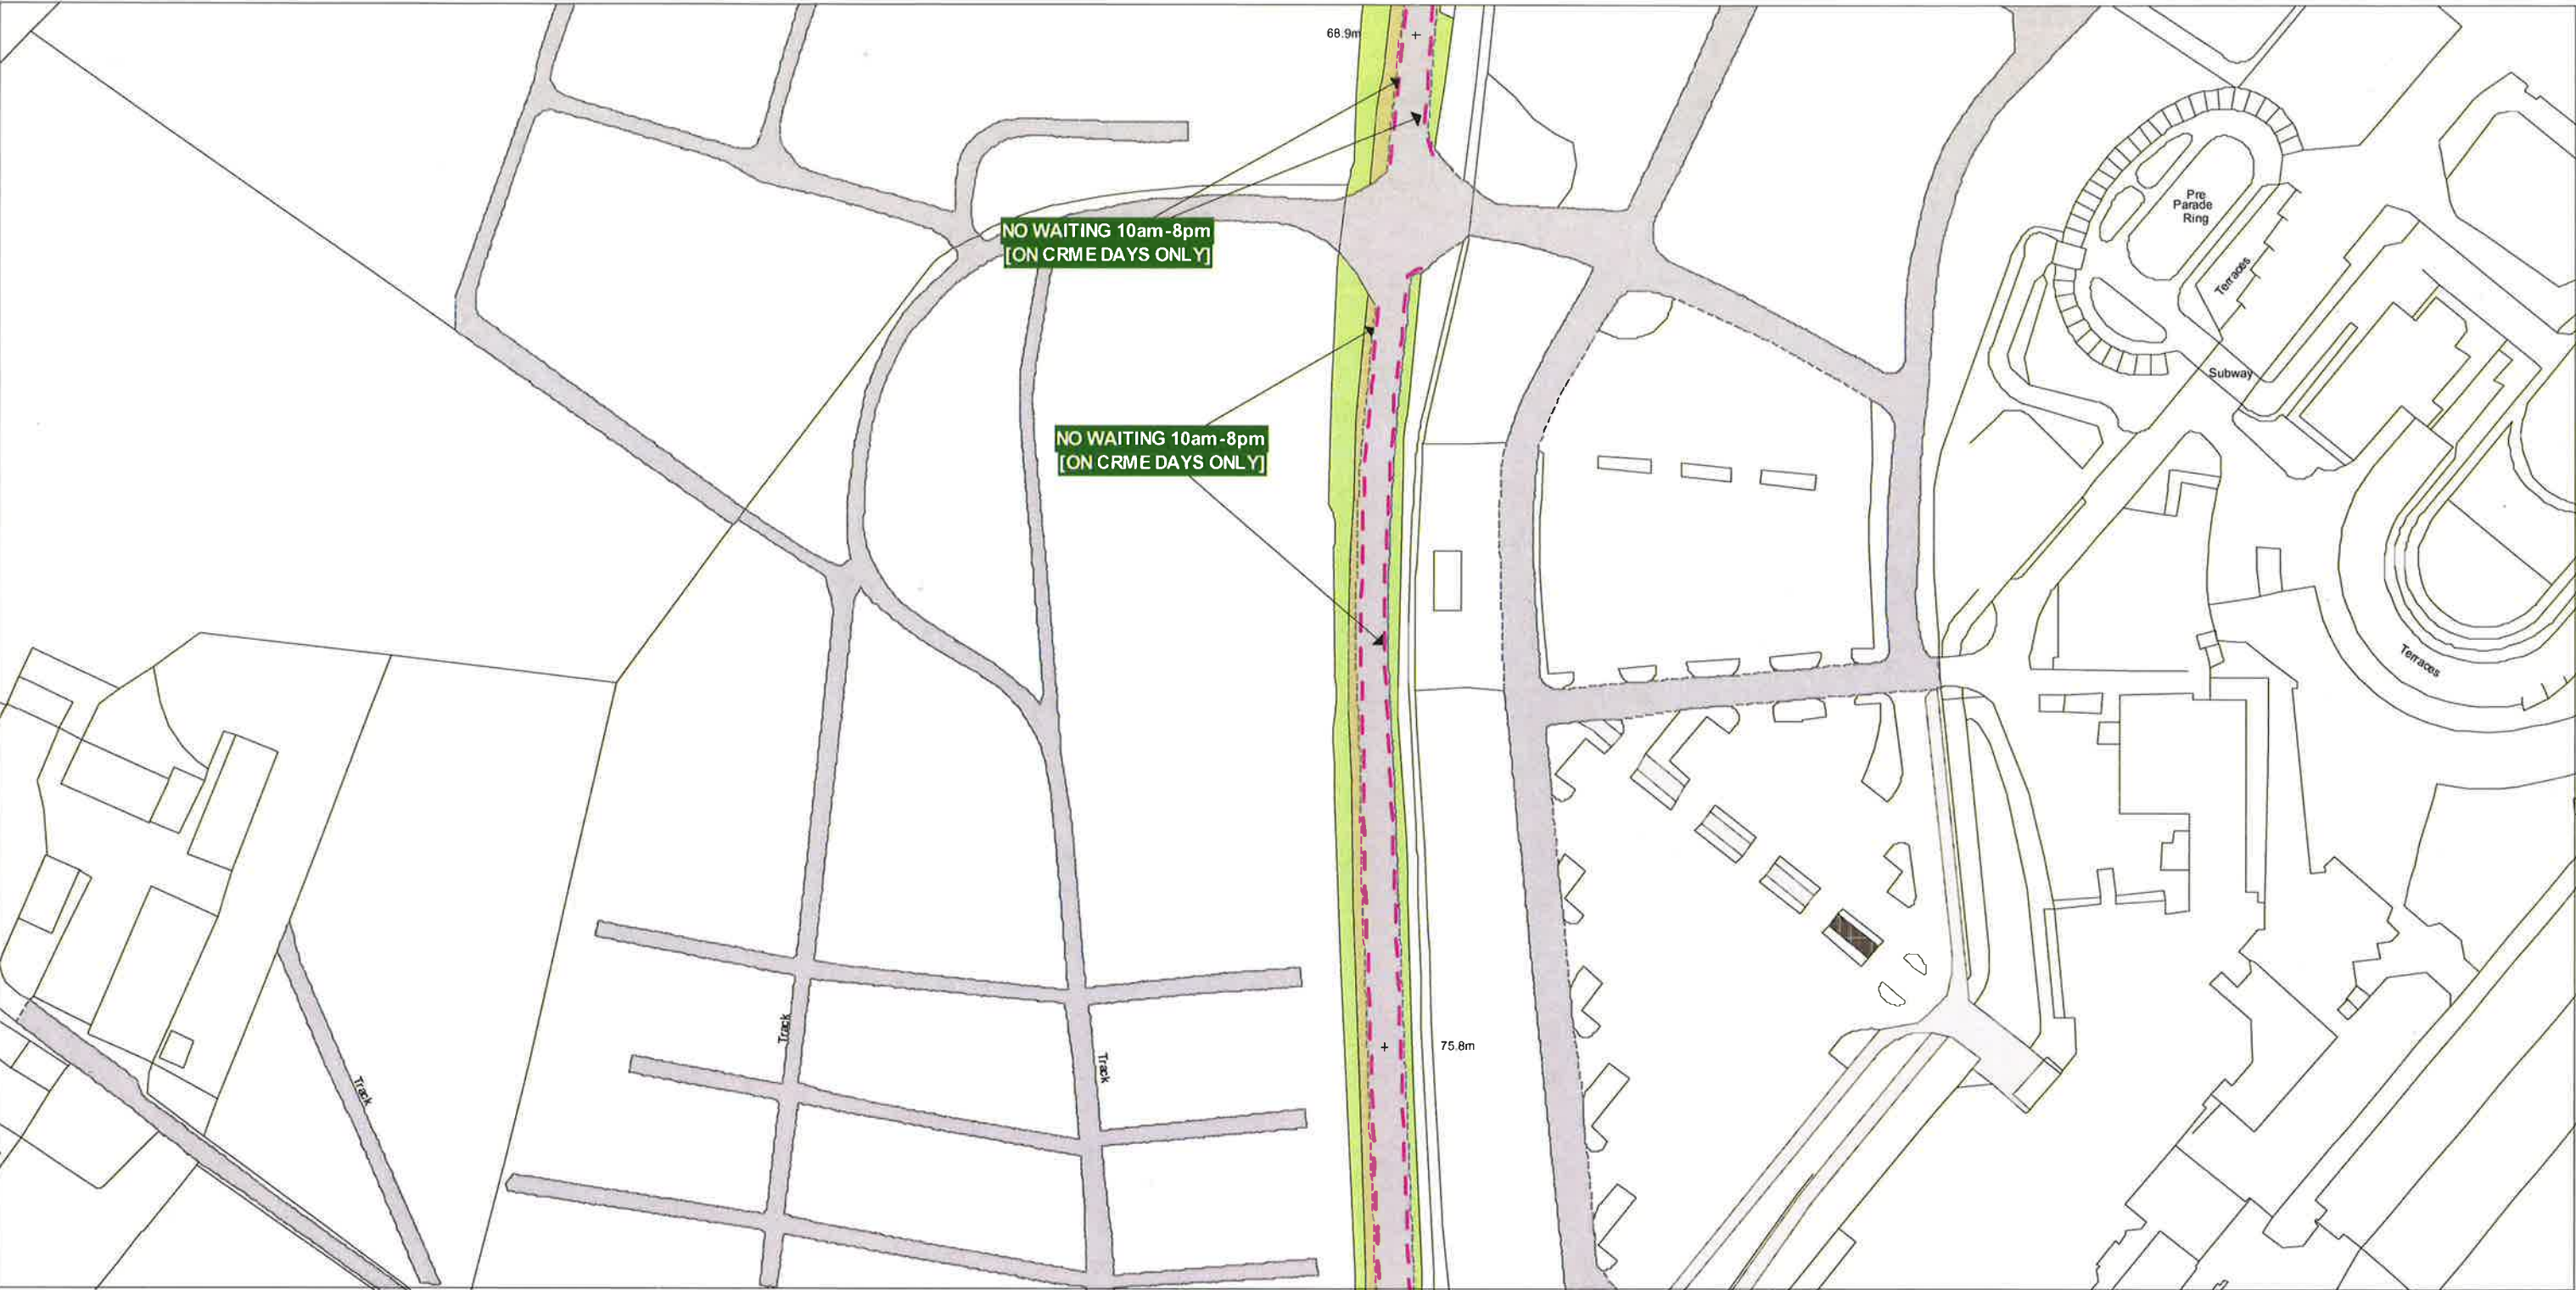 68.9m
NO WAITING 10am-8pm
[ON CRME DAYS ONLY]
Pre
Parade
Ring
Terraces
Subway
NO WAITING 10am-8pm
[ON CRME DAYS ONLY]
Terraces
Track
Track
Track
75.8m